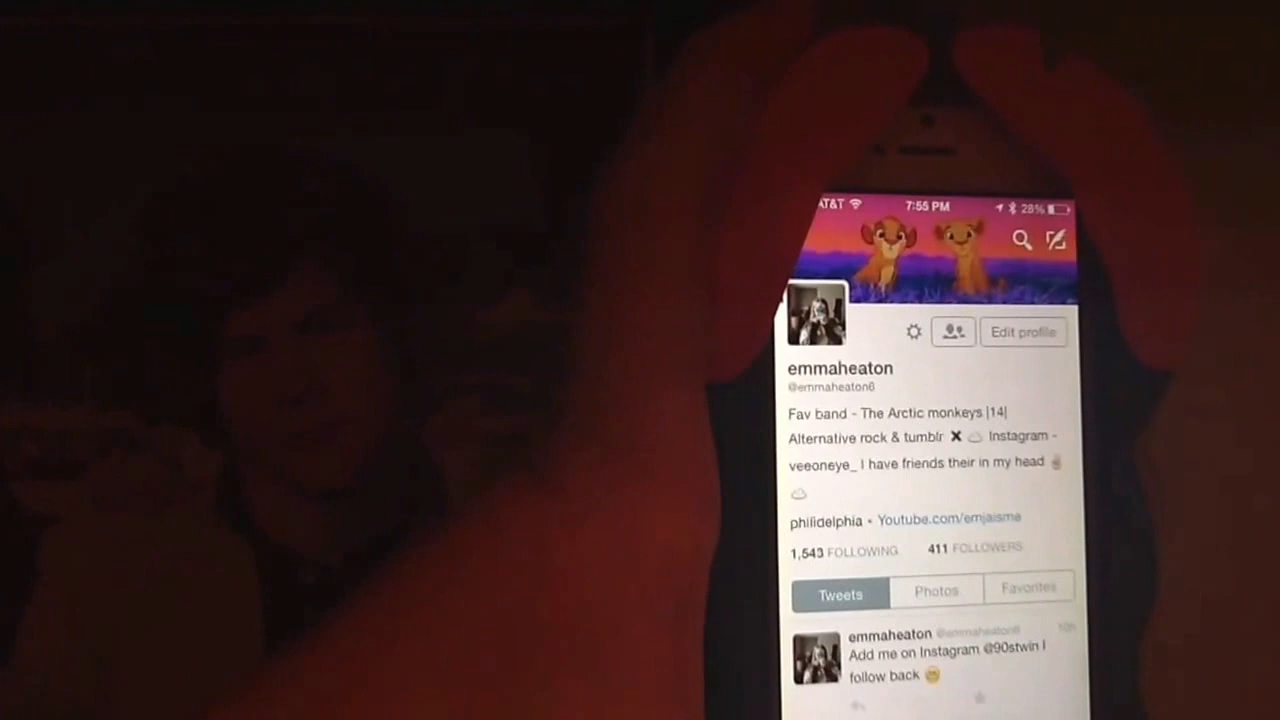 AT&T 7:55 PM 28%
Edit profile
emmaheaton
@emmaheaton6
Fav band - The Arctic monkeys |14|
Alternative rock & tumblr ✖ ☁ Instagram -
veeoneye_ I have friends their in my head ✌
☁
philidelphia • Youtube.com/emjaisme
1,543 FOLLOWING 411 FOLLOWERS
Tweets Photos Favorites
emmaheaton @emmaheaton6 10h
Add me on Instagram @90stwin I
follow back 😁